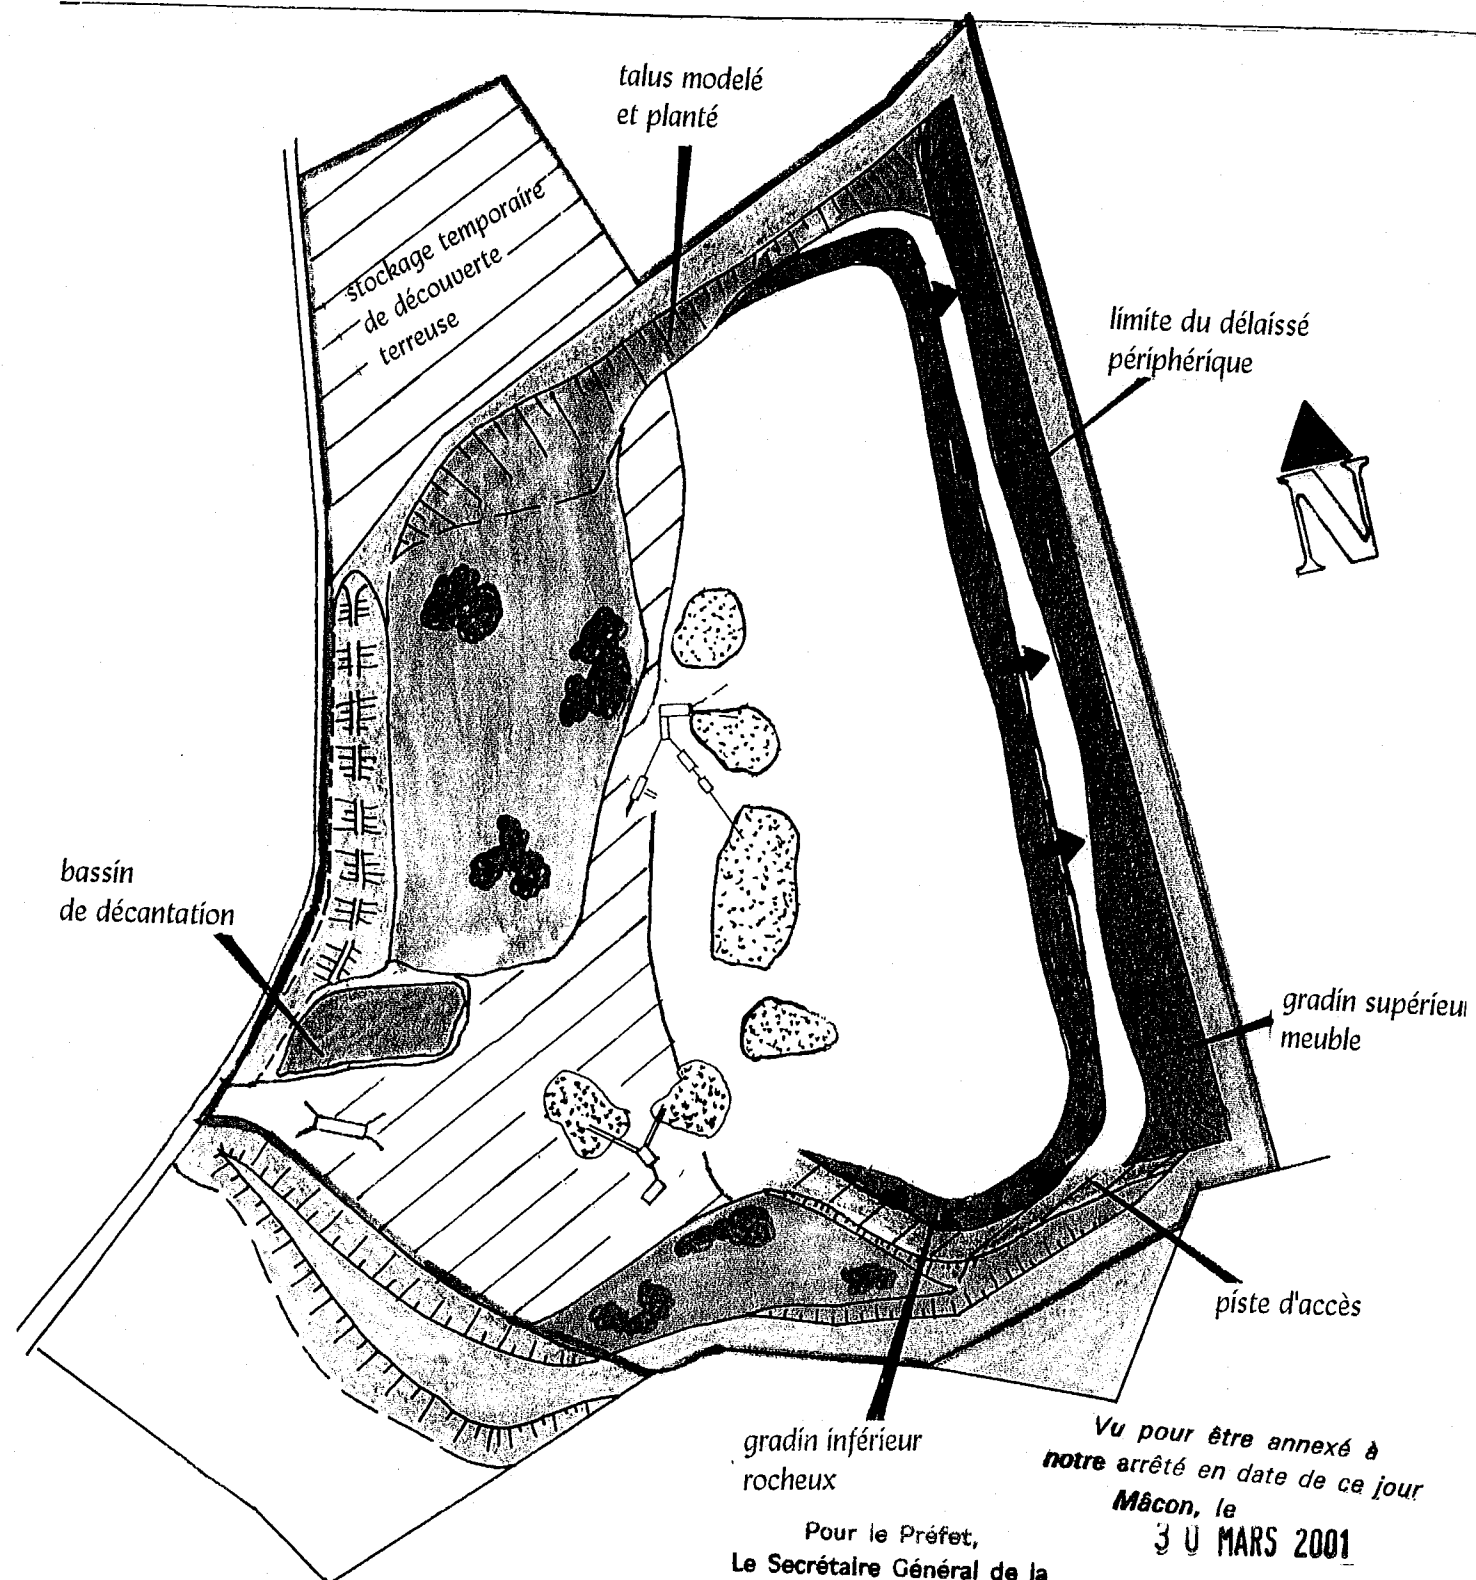 talus modelé
et planté
stockage temporaire
de découverte
terreuse
limite du délaissé
périphérique
N
bassin
de décantation
gradin supérieur
meuble
piste d'accès
gradin inférieur
rocheux
Vu pour être annexé à
notre arrêté en date de ce jour
Mâcon, le
30 MARS 2001
Pour le Préfet,
Le Secrétaire Général de la